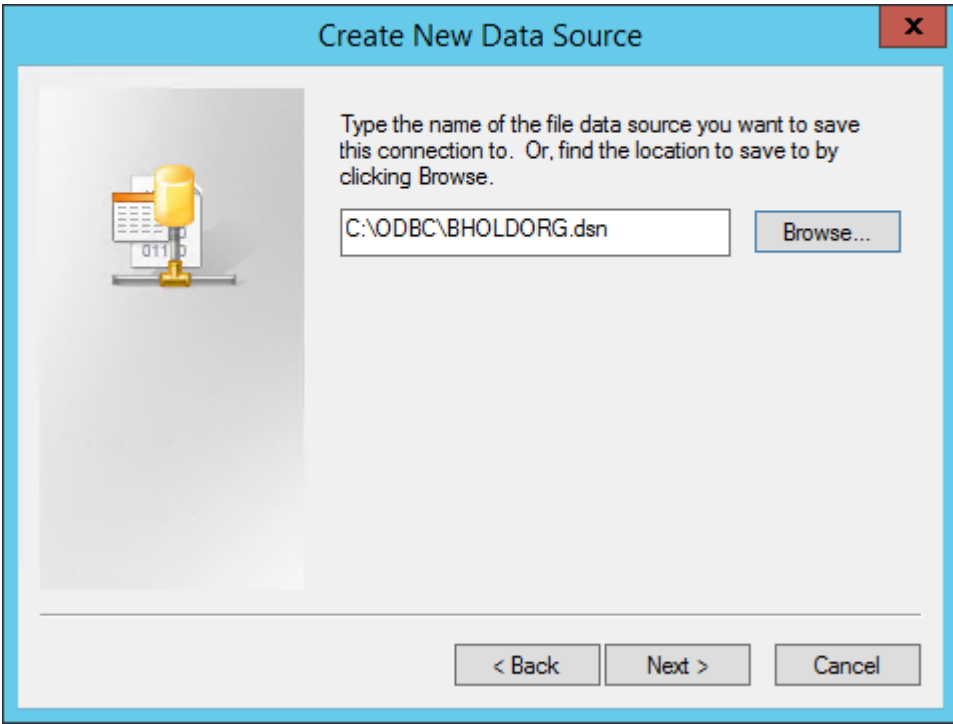 Create New Data Source
x
Type the name of the file data source you want to save
this connection to. Or, find the location to save to by
clicking Browse.
C:\ODBC\BHOLDORG.dsn
Browse...
< Back
Next >
Cancel